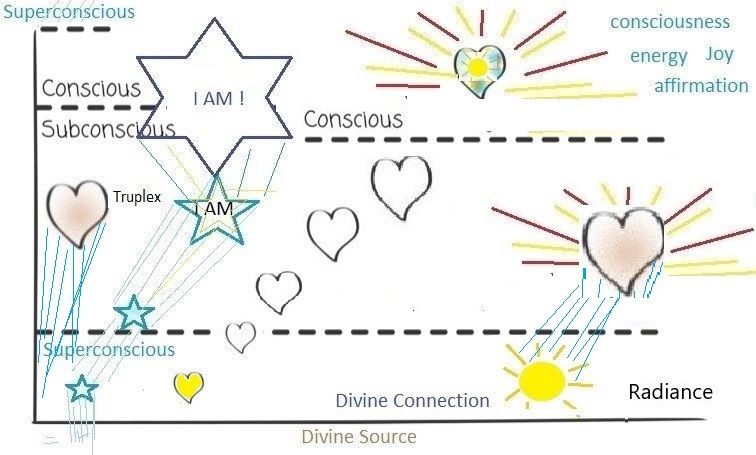 Superconscious
consciousness
energy Joy
affirmation
Conscious
I AM !
Subconscious
Conscious
Truplex
I AM
Superconscious
Divine Connection
Radiance
Divine Source